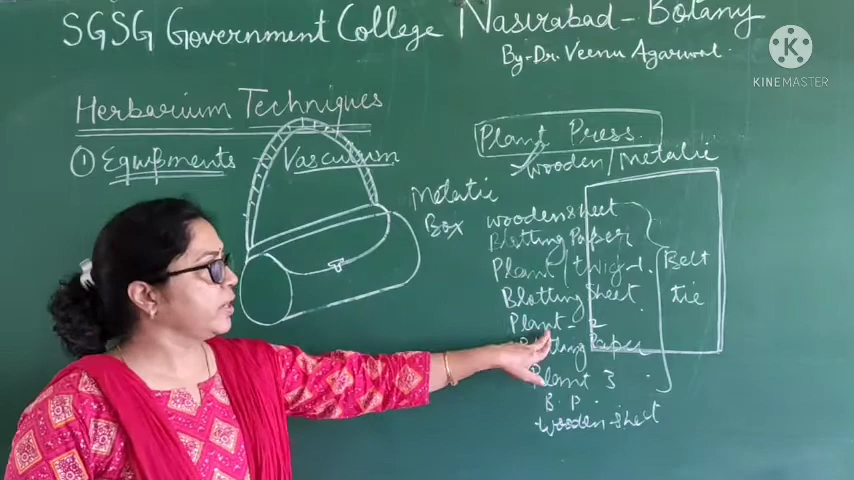 SGSG Government College Nasirabad - Botany
By:- Dr. Veenu Agarwal.
KINEMASTER
Herbarium Techniques
① Equipments - Vasculum
Metalic
Box
Plant Press.
wooden/Metalic
wooden sheet
Blotting Paper
Plant/twig-1.
Blotting Sheet
Plant - 2
Blotting Paper
Plant 3
B. P.
wooden sheet
Belt
tie